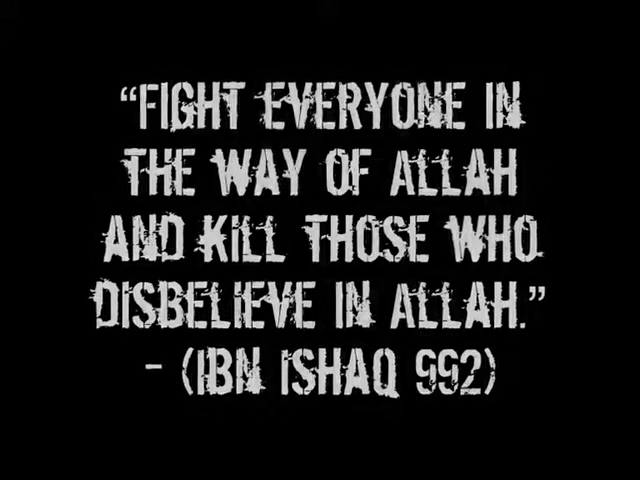 “FIGHT EVERYONE IN
THE WAY OF ALLAH
AND KILL THOSE WHO
DISBELIEVE IN ALLAH.”
- (IBN ISHAQ 992)